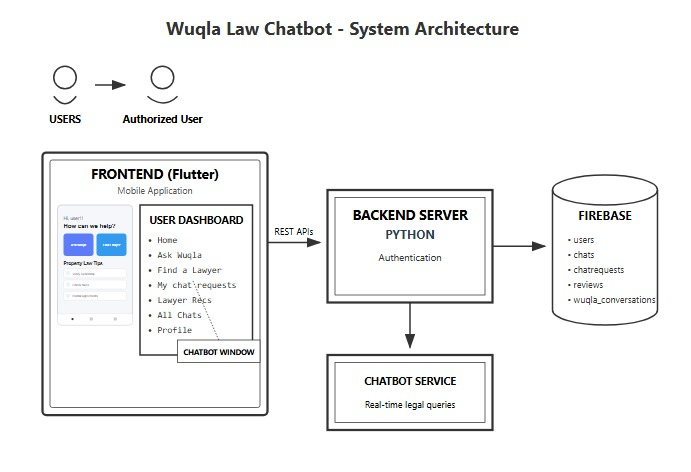 Wuqla Law Chatbot - System Architecture
USERS
Authorized User
FRONTEND (Flutter)
Mobile Application
Hi, user!!
How can we help?
Property Law Tips
USER DASHBOARD
• Home
• Ask Wuqla
• Find a Lawyer
• My chat requests
• Lawyer Recs
• All Chats
• Profile
CHATBOT WINDOW
REST APIs
BACKEND SERVER
PYTHON
Authentication
CHATBOT SERVICE
Real-time legal queries
FIREBASE
• users
• chats
• chatrequests
• reviews
• wuqla_conversations